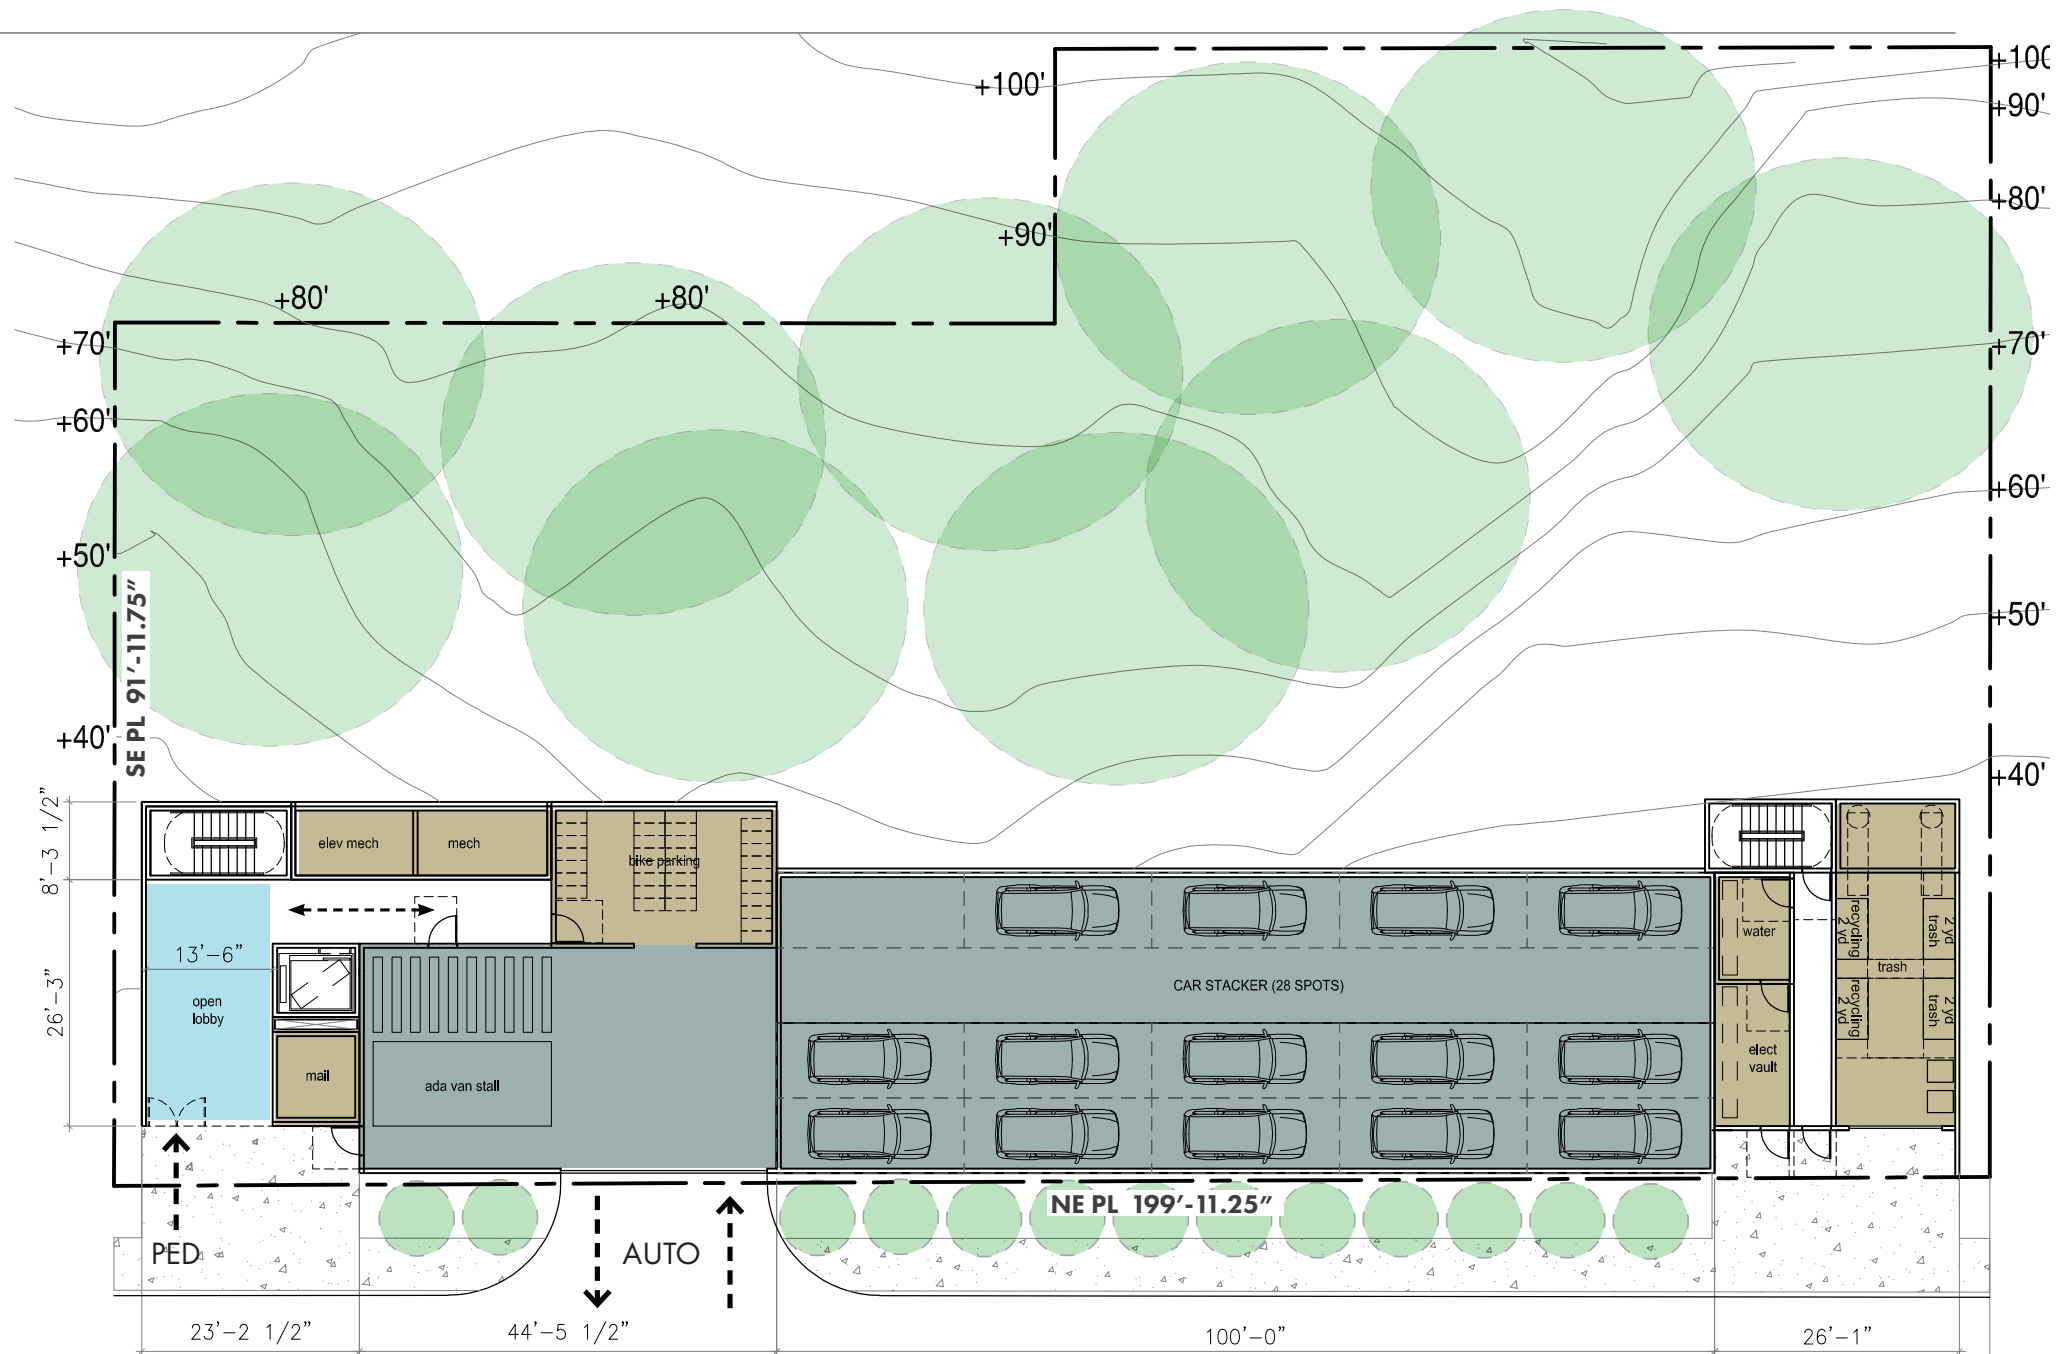 +100'
+100
+90'
+80'
+90'
+80'
+80'
+70'
+70'
+60'
+60'
+50'
+50'
SE PL 91'-11.75"
+40'
+40'
8'-3 1/2"
elev mech
mech
bike parking
26'-3"
13'-6"
open
lobby
mail
ada van stall
CAR STACKER (28 SPOTS)
water
elect
vault
2 yd
recycling
2 yd
trash
trash
2 yd
recycling
2 yd
trash
NE PL 199'-11.25"
PED
AUTO
23'-2 1/2"
44'-5 1/2"
100'-0"
26'-1"